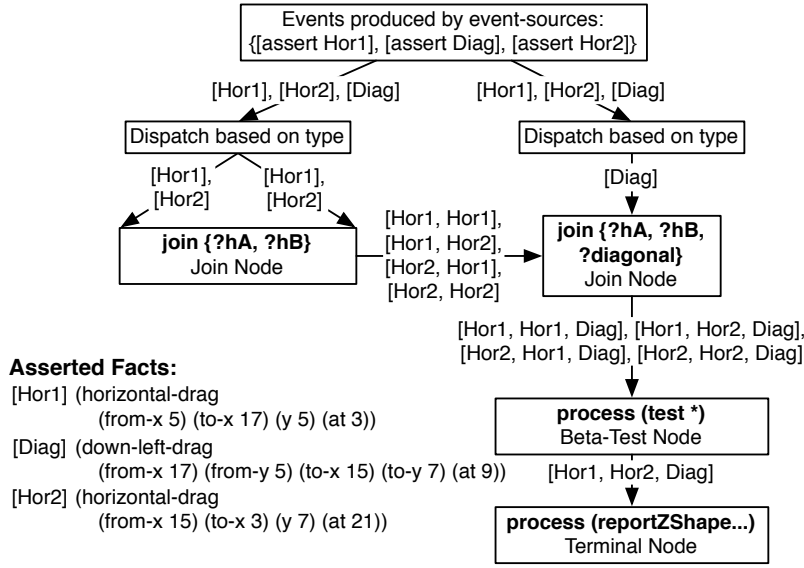 Events produced by event-sources:
{[assert Hor1], [assert Diag], [assert Hor2]}
[Hor1], [Hor2], [Diag]
[Hor1], [Hor2], [Diag]
Dispatch based on type
Dispatch based on type
[Hor1],
[Hor2]
[Hor1],
[Hor2]
[Diag]
join {?hA, ?hB}
Join Node
[Hor1, Hor1],
[Hor1, Hor2],
[Hor2, Hor1],
[Hor2, Hor2]
join {?hA, ?hB,
?diagonal}
Join Node
[Hor1, Hor1, Diag], [Hor1, Hor2, Diag],
[Hor2, Hor1, Diag], [Hor2, Hor2, Diag]
Asserted Facts:
[Hor1] (horizontal-drag
(from-x 5) (to-x 17) (y 5) (at 3))
[Diag] (down-left-drag
(from-x 17) (from-y 5) (to-x 15) (to-y 7) (at 9))
[Hor2] (horizontal-drag
(from-x 15) (to-x 3) (y 7) (at 21))
process (test *)
Beta-Test Node
[Hor1, Hor2, Diag]
process (reportZShape...)
Terminal Node